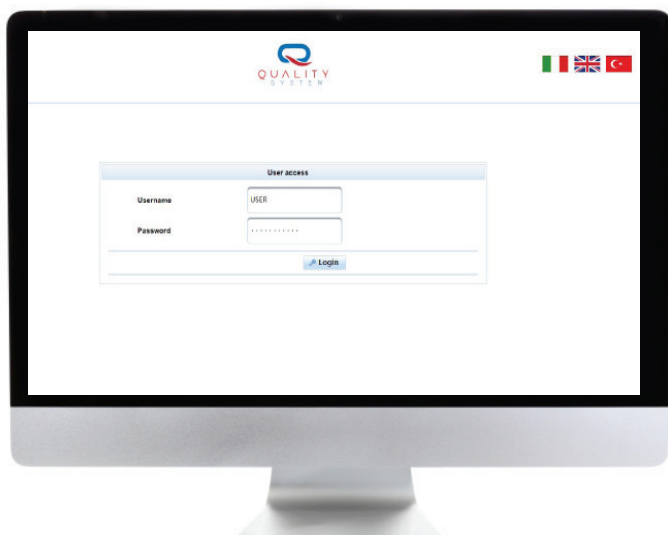 QUALITY
SYSTEM
User access
Username
USER
Password
Login